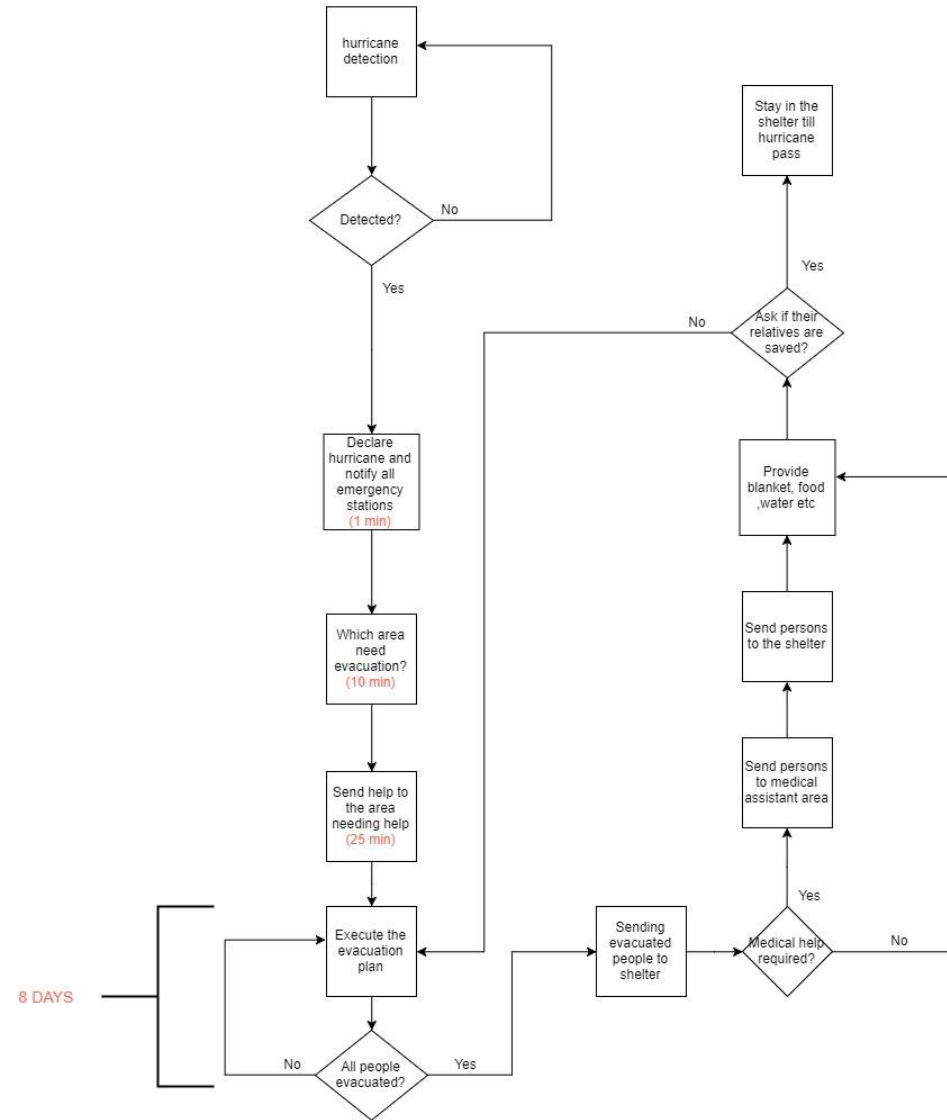 hurricane
detection
Detected?
No
Yes
Declare
hurricane and
notify all
emergency
stations
(1 min)
Which area
need
evacuation?
(10 min)
Send help to
the area
needing help
(25 min)
Execute the
evacuation
plan
8 DAYS
All people
evacuated?
No
Yes
Sending
evacuated
people to
shelter
Medical help
required?
No
Yes
Send persons
to medical
assistant area
Send persons
to the shelter
Provide
blanket, food
,water etc
Ask if their
relatives are
saved?
No
Yes
Stay in the
shelter till
hurricane
pass